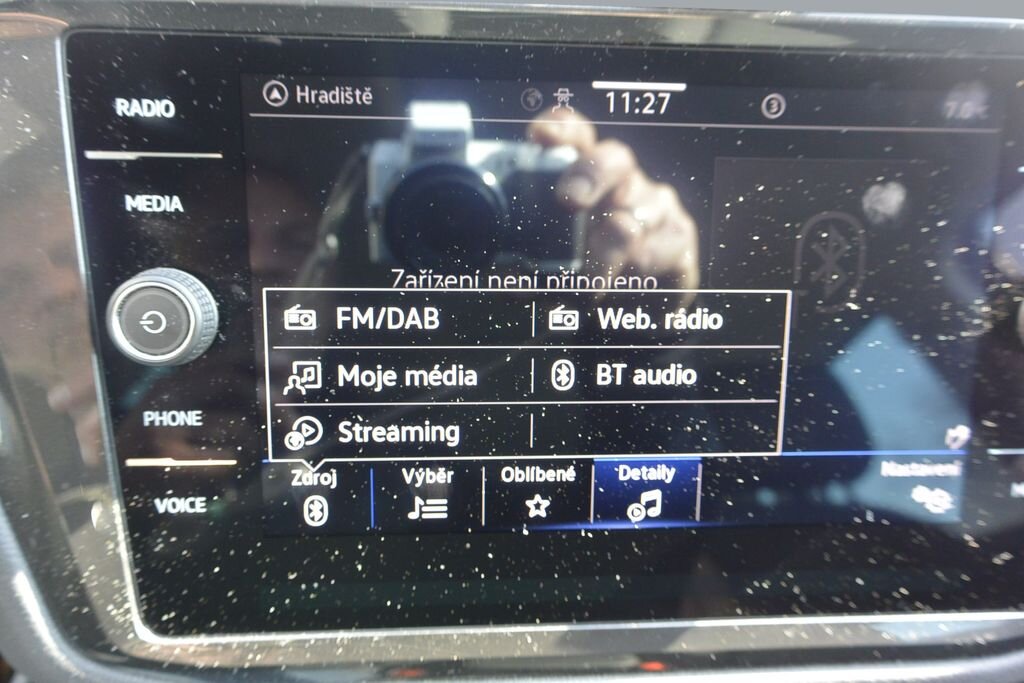 RADIO
Hradiště
11:27
3
MEDIA
Zařízení není připojeno
FM/DAB
Web. rádio
Moje média
BT audio
PHONE
Streaming
Zdroj
Výběr
Oblíbené
Detaily
Nastavení
VOICE